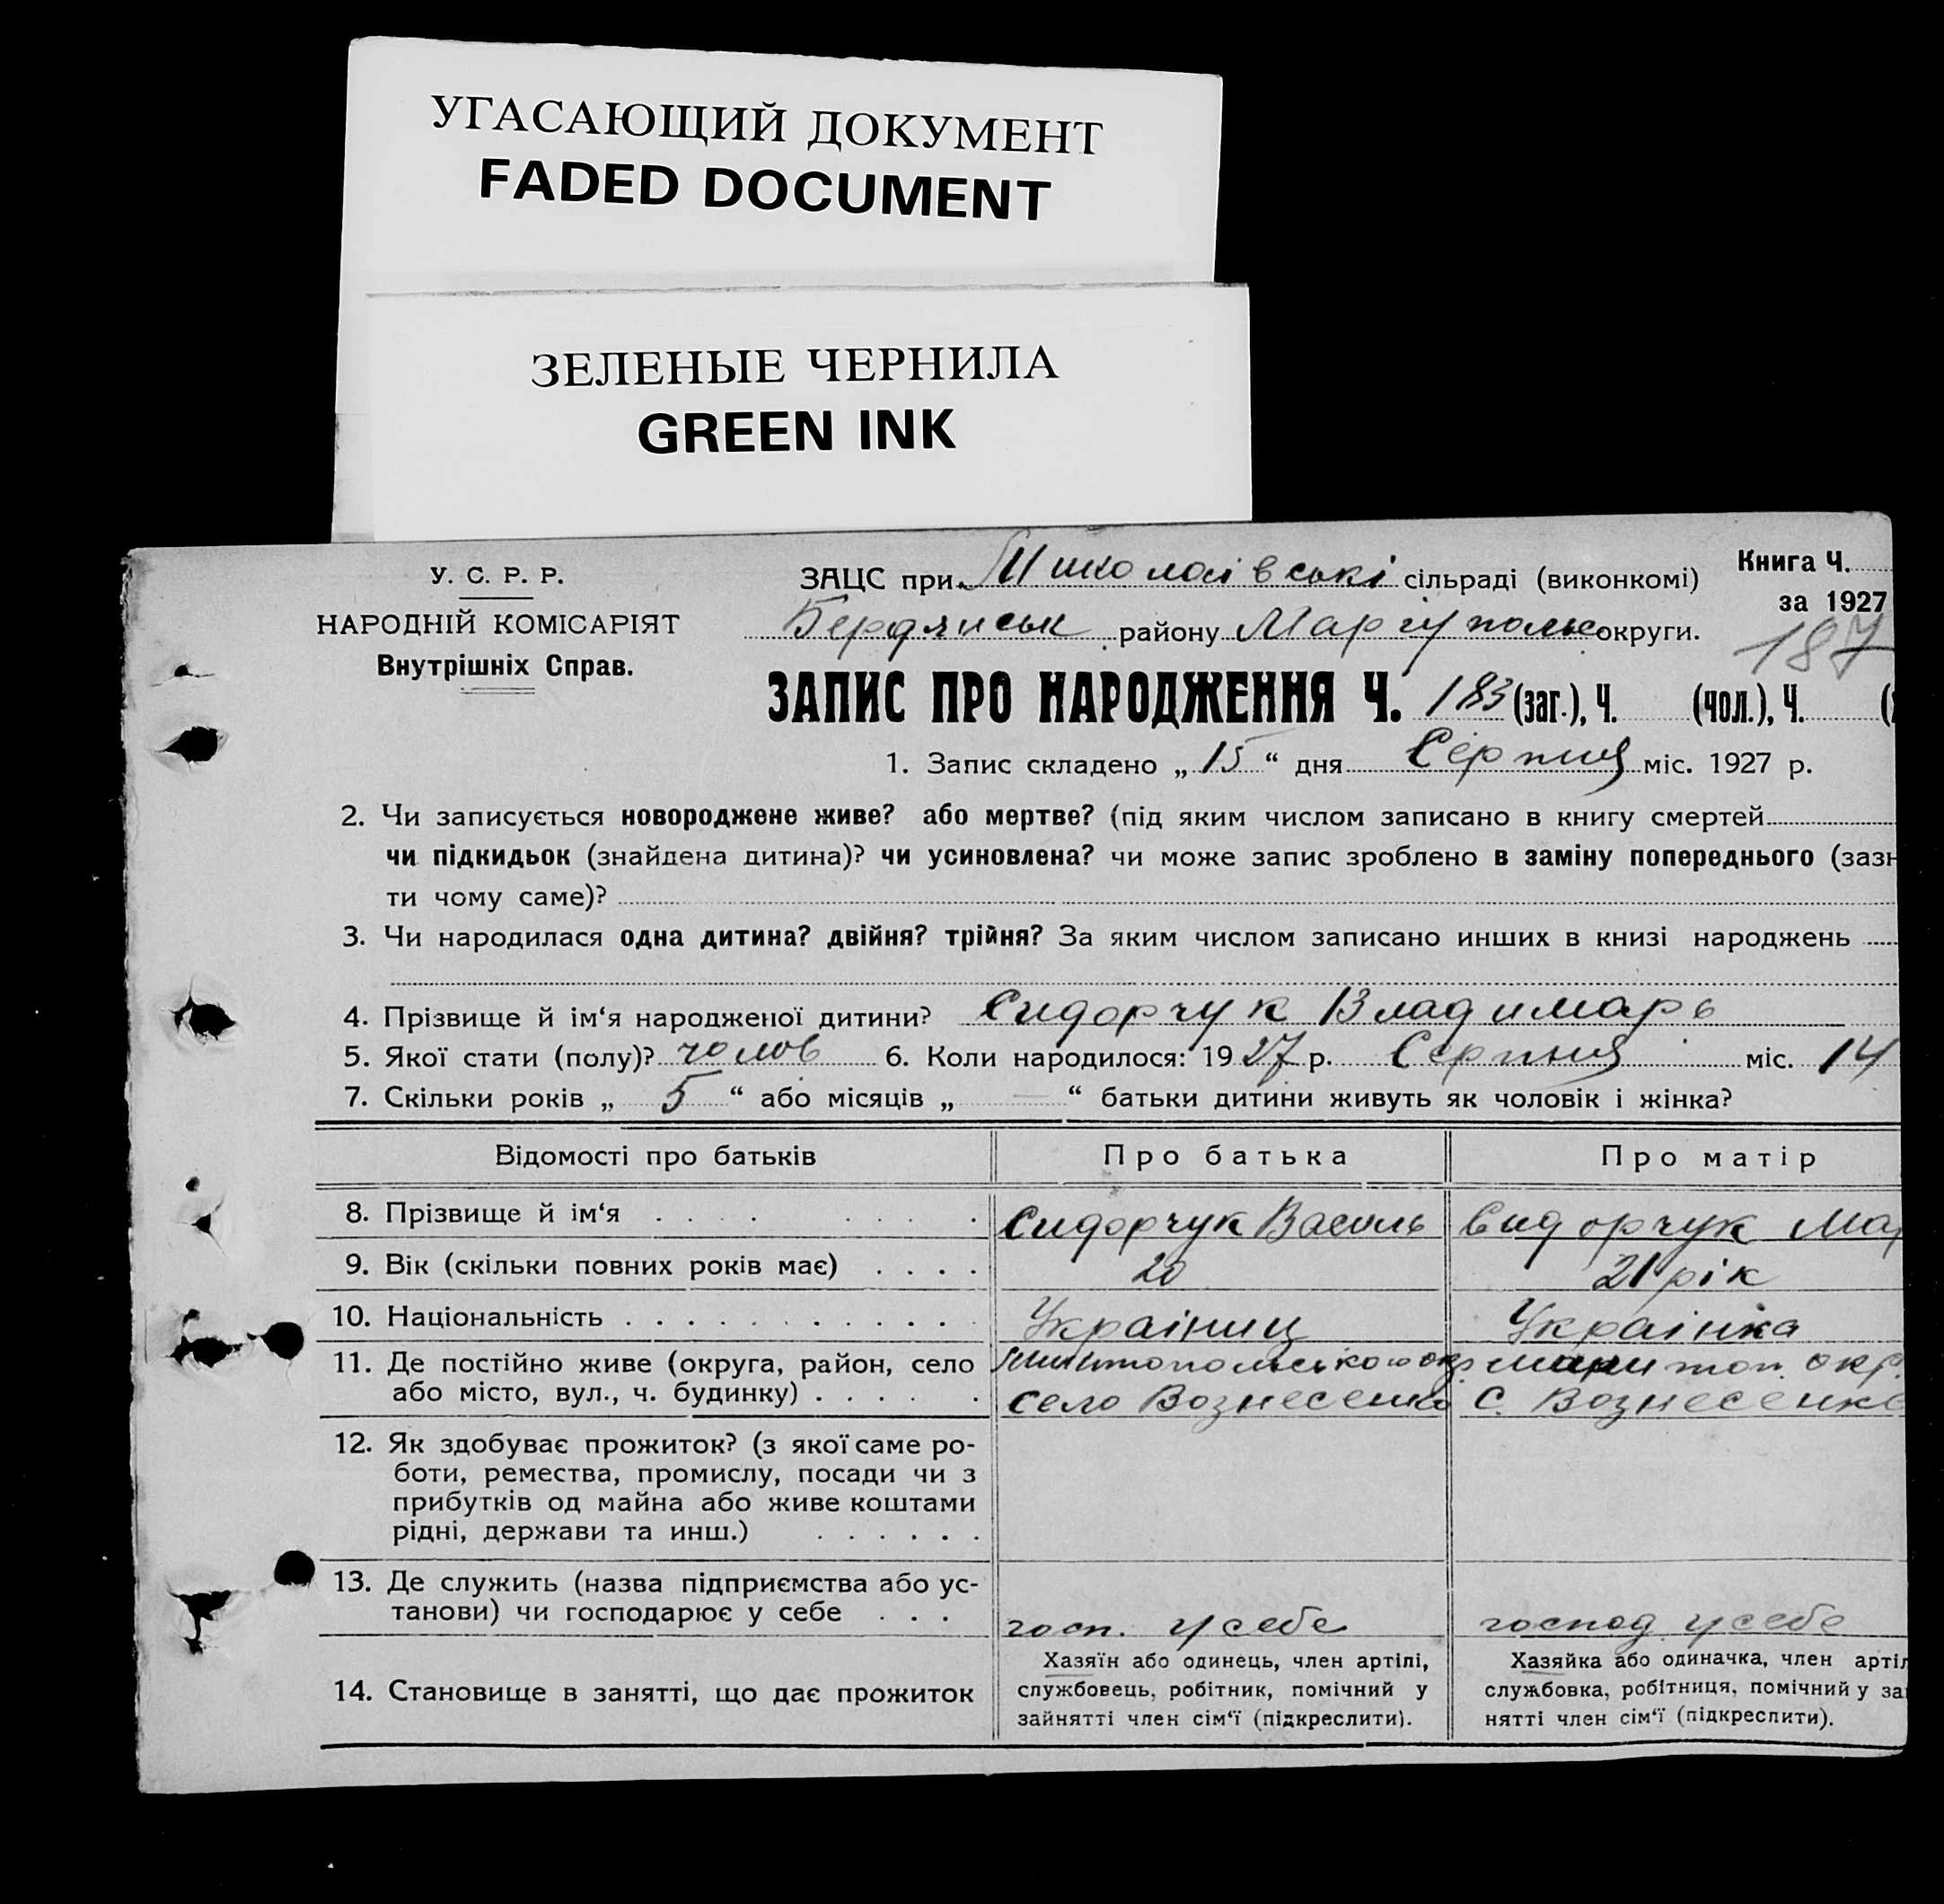 УГАСАЮЩИЙ ДОКУМЕНТ
FADED DOCUMENT
ЗЕЛЕНЫЕ ЧЕРНИЛА
GREEN INK
У. С. Р. Р.
НАРОДНІЙ КОМІСАРІЯТ
Внутрішніх Справ.
ЗАЦС при Миколаівські сільраді (виконкомі)
Бердянськ району Маріупольс округи.
Книга Ч.
за 1927
187
ЗАПИС ПРО НАРОДЖЕННЯ Ч. 183 (заг.), Ч. (чол.), Ч.
1. Запис складено „ 15 “ дня Серпня міс. 1927 р.
2. Чи записується новороджене живе? або мертве? (під яким числом записано в книгу смертей
чи підкидьок (знайдена дитина)? чи усиновлена? чи може запис зроблено в заміну попереднього (зазн
ти чому саме)?
3. Чи народилася одна дитина? двійня? трійня? За яким числом записано инших в книзі народжень
4. Прізвище й ім‘я народженої дитини? Сидорчук Владимаръ
5. Якої стати (полу)? чолов 6. Коли народилося: 1927 р. Серпня міс. 14
7. Скільки років „ 5 “ або місяців „ — “ батьки дитини живуть як чоловік і жінка?
Відомості про батьків Про батька Про матір
8. Прізвище й ім‘я Сидорчук Василь Сидорчук Мар
9. Вік (скільки повних років має) 20 21 рік
10. Національність Украіниц Украінка
11. Де постійно живе (округа, район, село
або місто, вул., ч. будинку) село Вознесенко с. Вознесенко
12. Як здобуває прожиток? (з якої саме ро-
боти, ремества, промислу, посади чи з
прибутків од майна або живе коштами
рідні, держави та инш.)
13. Де служить (назва підприємства або ус-
танови) чи господарює у себе госп. у себе господ. у себе
14. Становище в занятті, що дає прожиток
Хазяїн або одинець, член артілі,
службовець, робітник, помічний у
зайнятті член сім‘ї (підкреслити).
Хазяйка або одиначка, член артіл
службовка, робітниця, помічний у за
нятті член сім‘ї (підкреслити).